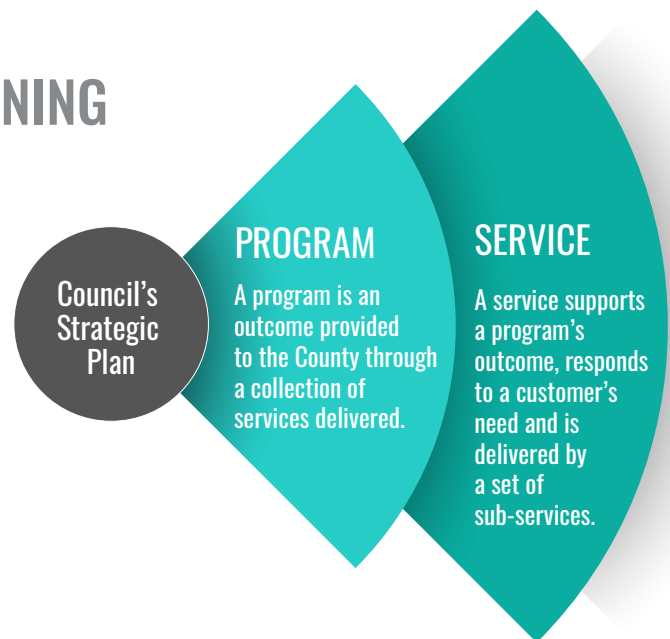 NING
Council's
Strategic
Plan
PROGRAM
A program is an
outcome provided
to the County through
a collection of
services delivered.
SERVICE
A service supports
a program's
outcome, responds
to a customer's
need and is
delivered by
a set of
sub-services.